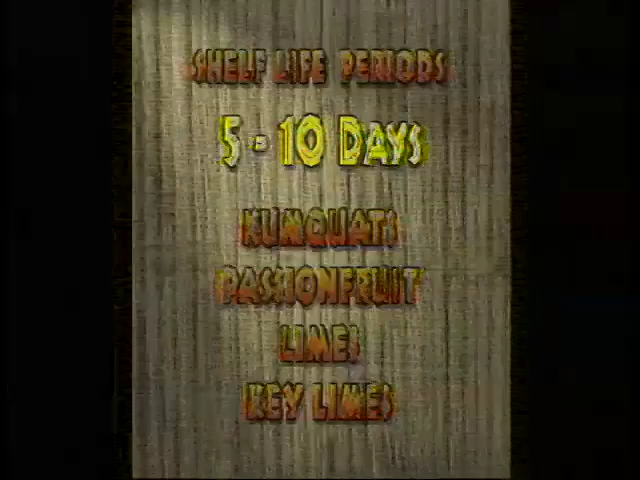 SHELF LIFE PERIODS
5 - 10 DAYS
KUMQUATS
PASSIONFRUIT
LIMES
KEY LIMES